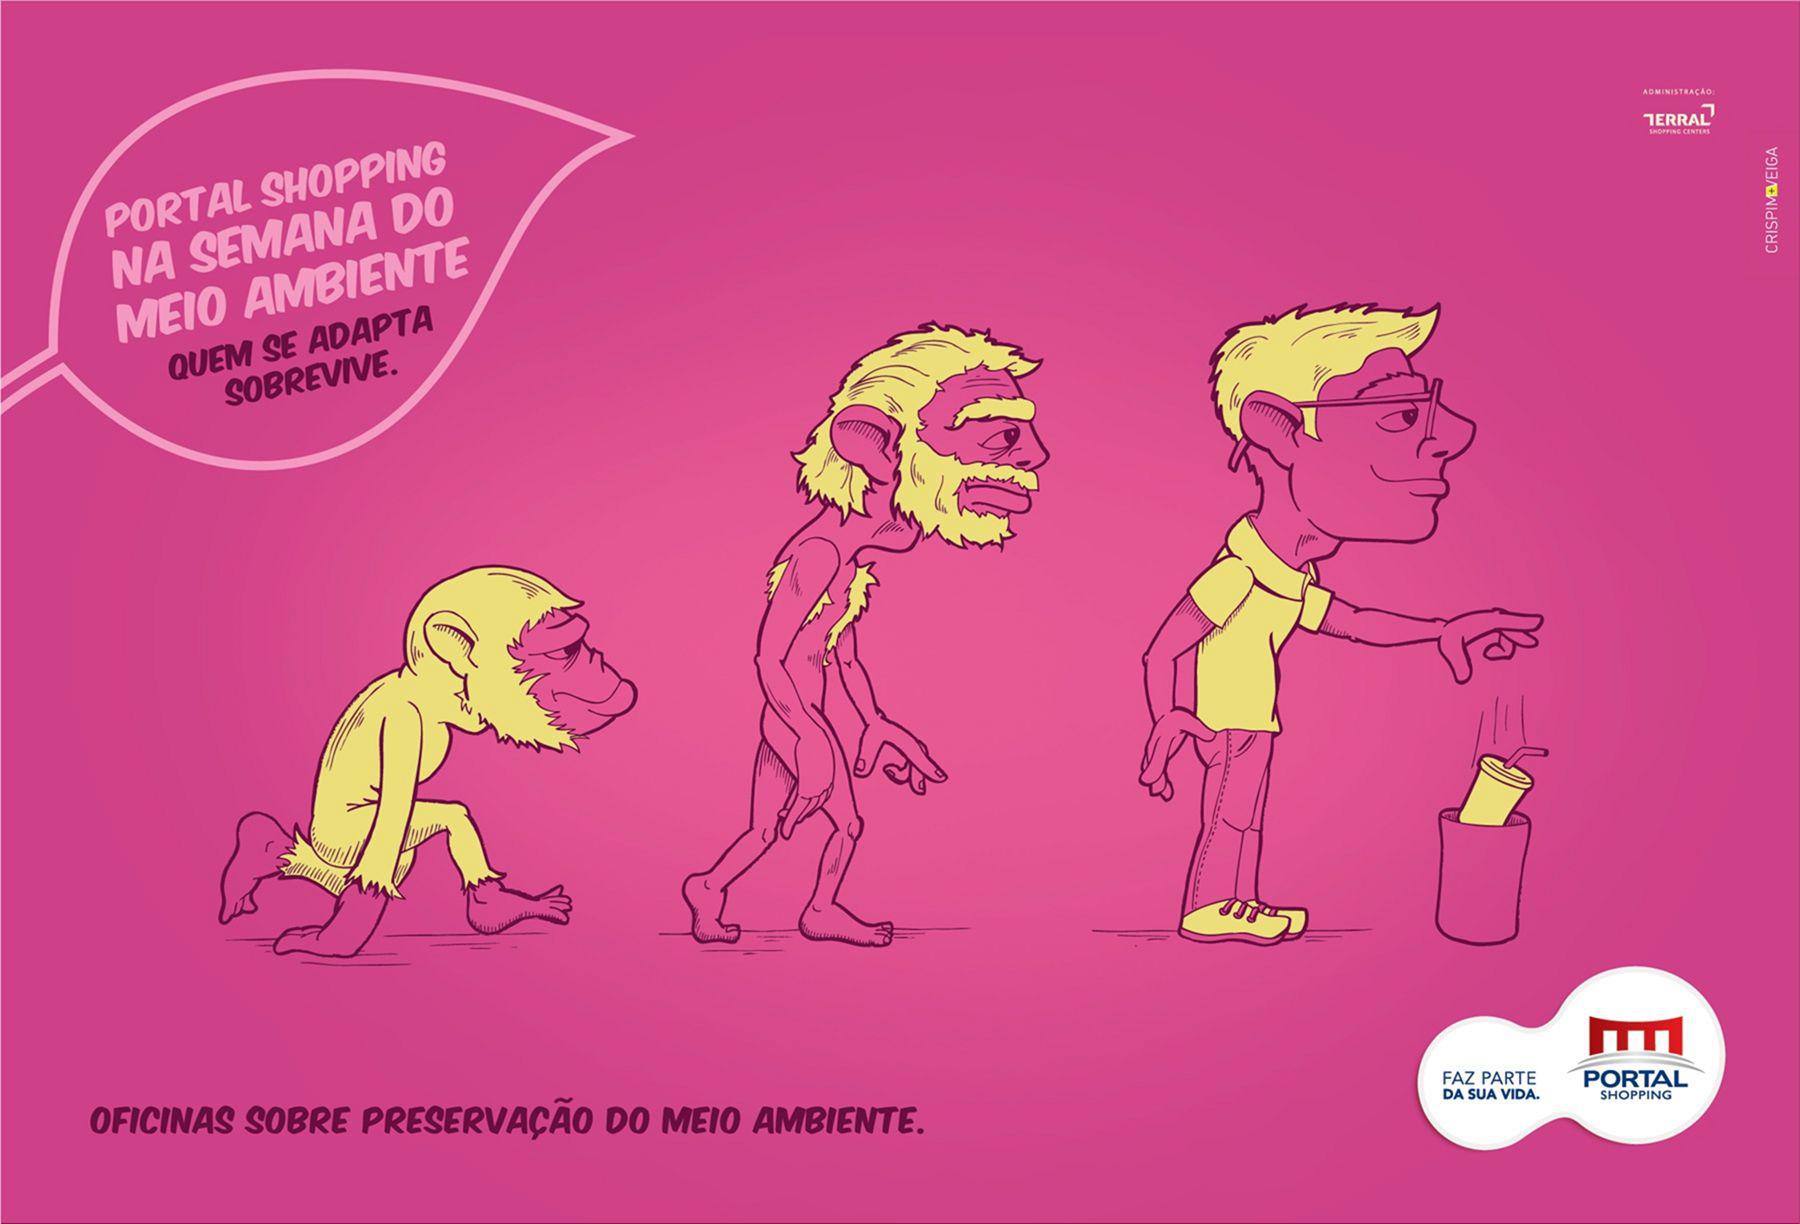 PORTAL SHOPPING
NA SEMANA DO
MEIO AMBIENTE
QUEM SE ADAPTA
SOBREVIVE.
ADMINISTRAÇÃO:
TERRAL
SHOPPING CENTERS
CRISPIM+VEIGA
OFICINAS SOBRE PRESERVAÇÃO DO MEIO AMBIENTE.
FAZ PARTE
DA SUA VIDA.
PORTAL
SHOPPING